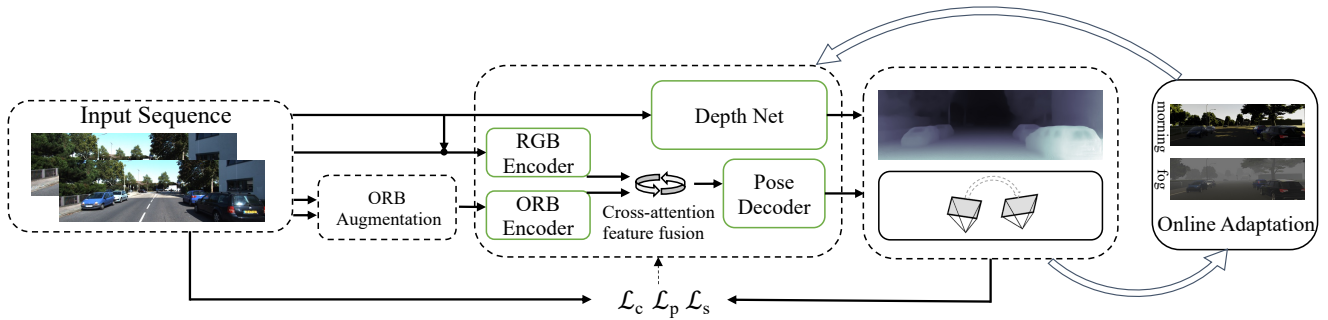 Input Sequence
ORB
Augmentation
RGB
Encoder
ORB
Encoder
Depth Net
Cross-attention
feature fusion
Pose
Decoder
ℒc ℒp ℒs
morning
fog
Online Adaptation